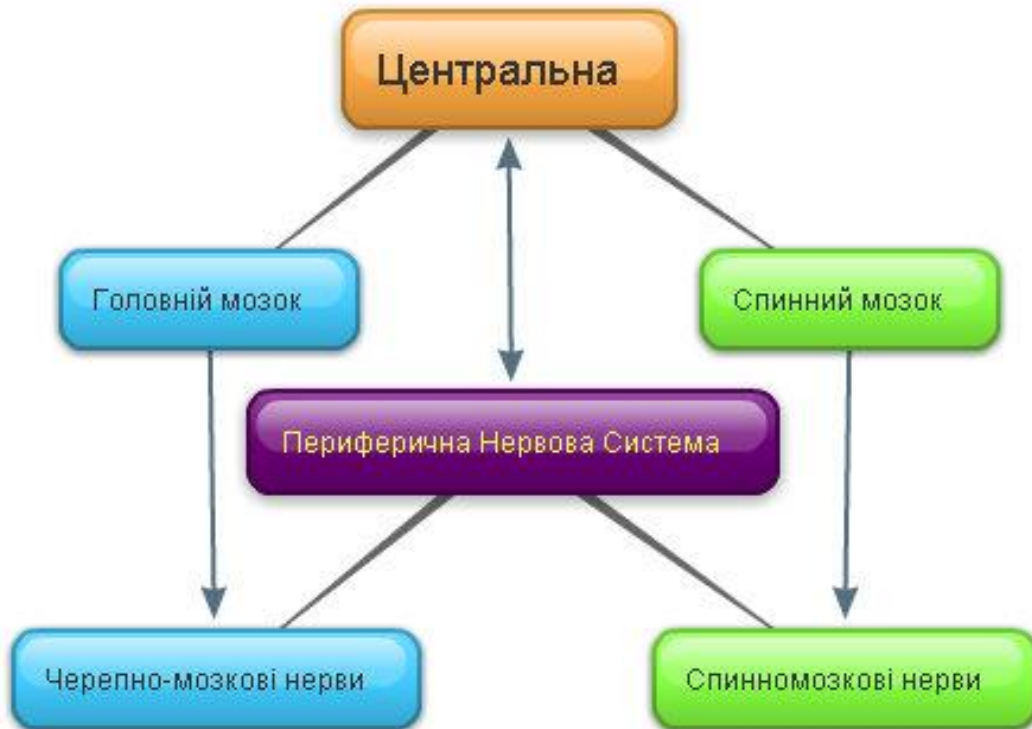 Центральна
Головній мозок
Спинний мозок
Периферична Нервова Система
Черепно-мозкові нерви
Спинномозкові нерви